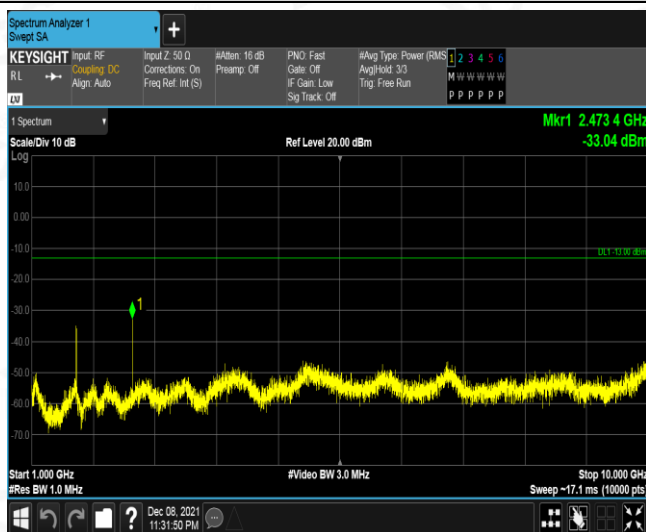 Spectrum Analyzer 1
Swept SA
+
KEYSIGHT Input: RF Input Z: 50 Ω #Atten: 16 dB PNO: Fast #Avg Type: Power (RMS 1 2 3 4 5 6
RL Coupling: DC Corrections: On Preamp: Off Gate: Off Avg|Hold: 3/3 M W W W W W
Align: Auto Freq Ref: Int (S) IF Gain: Low Trig: Free Run
Sig Track: Off P P P P P P
LXI
1 Spectrum Mkr1 2.473 4 GHz
Scale/Div 10 dB Ref Level 20.00 dBm -33.04 dBm
Log
10.0
0.00
-10.0
DL1 -13.00 dBm
-20.0
-30.0
1
-40.0
-50.0
-60.0
-70.0
Start 1.000 GHz #Video BW 3.0 MHz Stop 10.000 GHz
#Res BW 1.0 MHz Sweep ~17.1 ms (10000 pts)
? Dec 08, 2021
11:31:50 PM